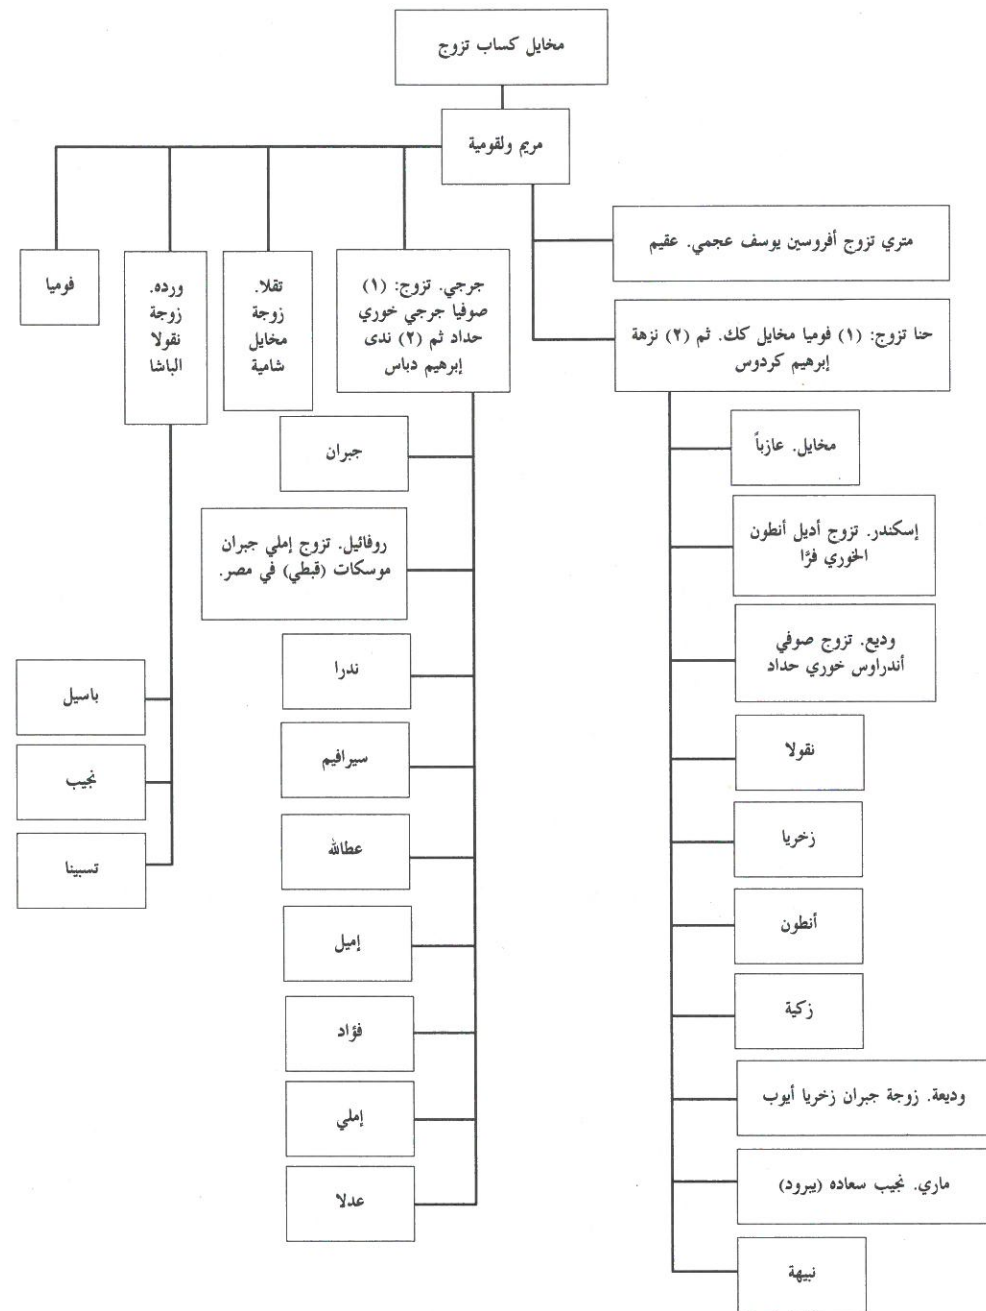 مخايل كساب تزوج
مريم ولقومية
متري تزوج أفروسين يوسف عجمي. عقيم
حنا تزوج: (١) فوميا مخايل كك. ثم (٢) نزهة
إبرهيم كردوس
مخايل. عازباً
إسكندر. تزوج أديل أنطون
الخوري فرّا
وديع. تزوج صوفي
أندراوس خوري حداد
نقولا
زخريا
أنطون
زكية
وديعة. زوجة جبران زخريا أيوب
ماري. نجيب سعاده (يبرود)
نبيهة
جرجي. تزوج: (١)
صوفيا جرجي خوري
حداد ثم (٢) ندى
إبرهيم دباس
جبران
روفائيل. تزوج إملي جبران
موسكات (قبطي) في مصر.
ندرا
سيرافيم
عطالله
إميل
فؤاد
إملي
عدلا
تقلا.
زوجة
مخايل
شامية
ورده.
زوجة
نقولا
الباشا
باسيل
نجيب
تسبينا
فوميا